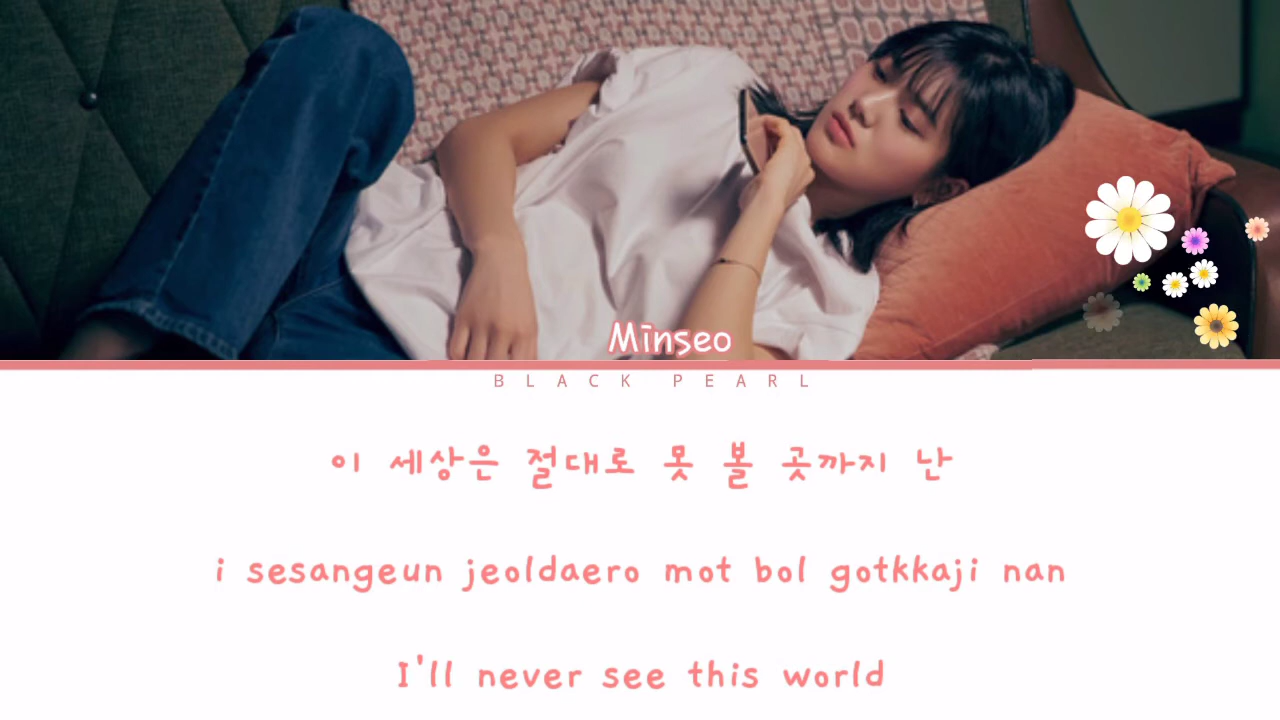 Mīnseo
BLACK PEARL
이 세상은 절대로 못 볼 곳까지 난
i sesangeun jeoldaero mot bol gotkkaji nan
I'll never see this world